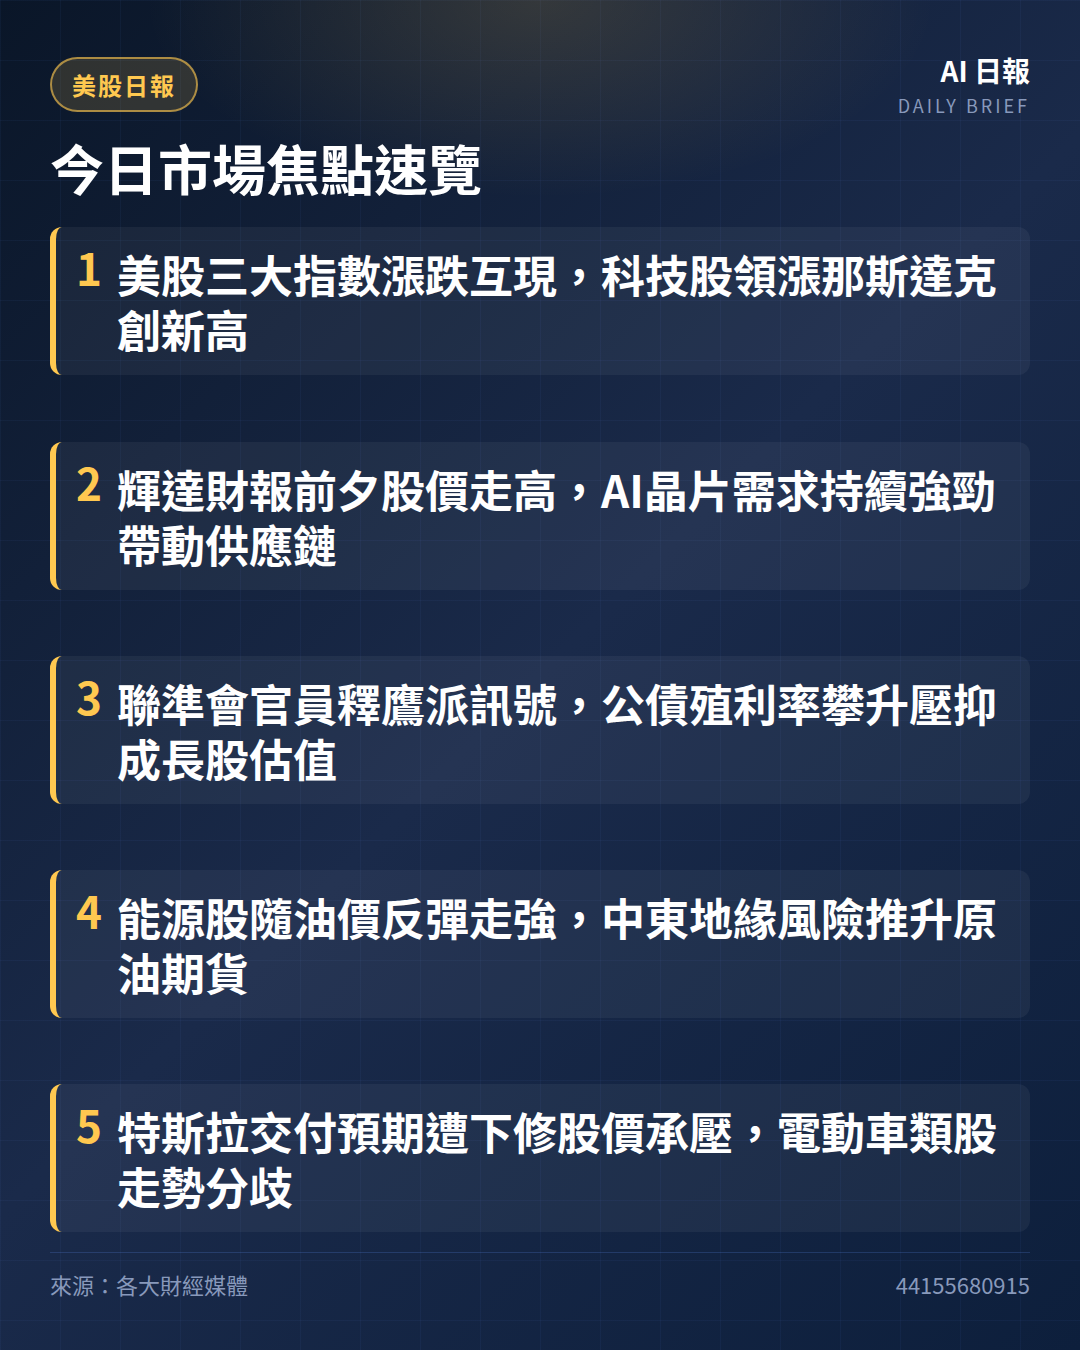 美股日報
AI 日報
DAILY BRIEF
今日市場焦點速覽
1 美股三大指數漲跌互現，科技股領漲那斯達克
創新高
2 輝達財報前夕股價走高，AI晶片需求持續強勁
帶動供應鏈
3 聯準會官員釋鷹派訊號，公債殖利率攀升壓抑
成長股估值
4 能源股隨油價反彈走強，中東地緣風險推升原
油期貨
5 特斯拉交付預期遭下修股價承壓，電動車類股
走勢分歧
來源：各大財經媒體
44155680915